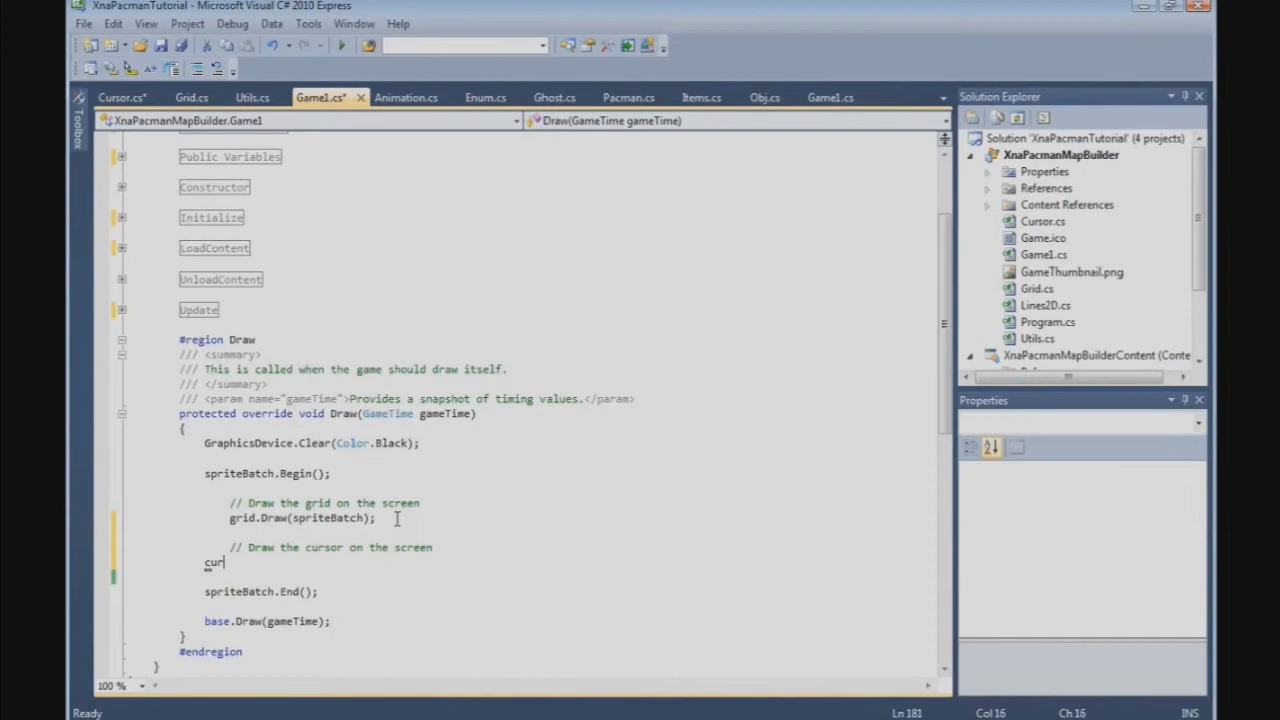 XnaPacmanTutorial - Microsoft Visual C# 2010 Express
File Edit View Project Debug Data Tools Window Help
Cursor.cs* Grid.cs Utils.cs Game1.cs* Animation.cs Enum.cs Ghost.cs Pacman.cs Items.cs Obj.cs Game1.cs
XnaPacmanMapBuilder.Game1 Draw(GameTime gameTime)
Toolbox
Public Variables
Constructor
Initialize
LoadContent
UnloadContent
Update
#region Draw
/// <summary>
/// This is called when the game should draw itself.
/// </summary>
/// <param name="gameTime">Provides a snapshot of timing values.</param>
protected override void Draw(GameTime gameTime)
{
GraphicsDevice.Clear(Color.Black);
spriteBatch.Begin();
// Draw the grid on the screen
grid.Draw(spriteBatch);
// Draw the cursor on the screen
cur
spriteBatch.End();
base.Draw(gameTime);
}
#endregion
}
100 %
Solution Explorer
Solution 'XnaPacmanTutorial' (4 projects)
XnaPacmanMapBuilder
Properties
References
Content References
Cursor.cs
Game.ico
Game1.cs
GameThumbnail.png
Grid.cs
Lines2D.cs
Program.cs
Utils.cs
XnaPacmanMapBuilderContent (Conte
Properties
Ready Ln 181 Col 16 Ch 16 INS